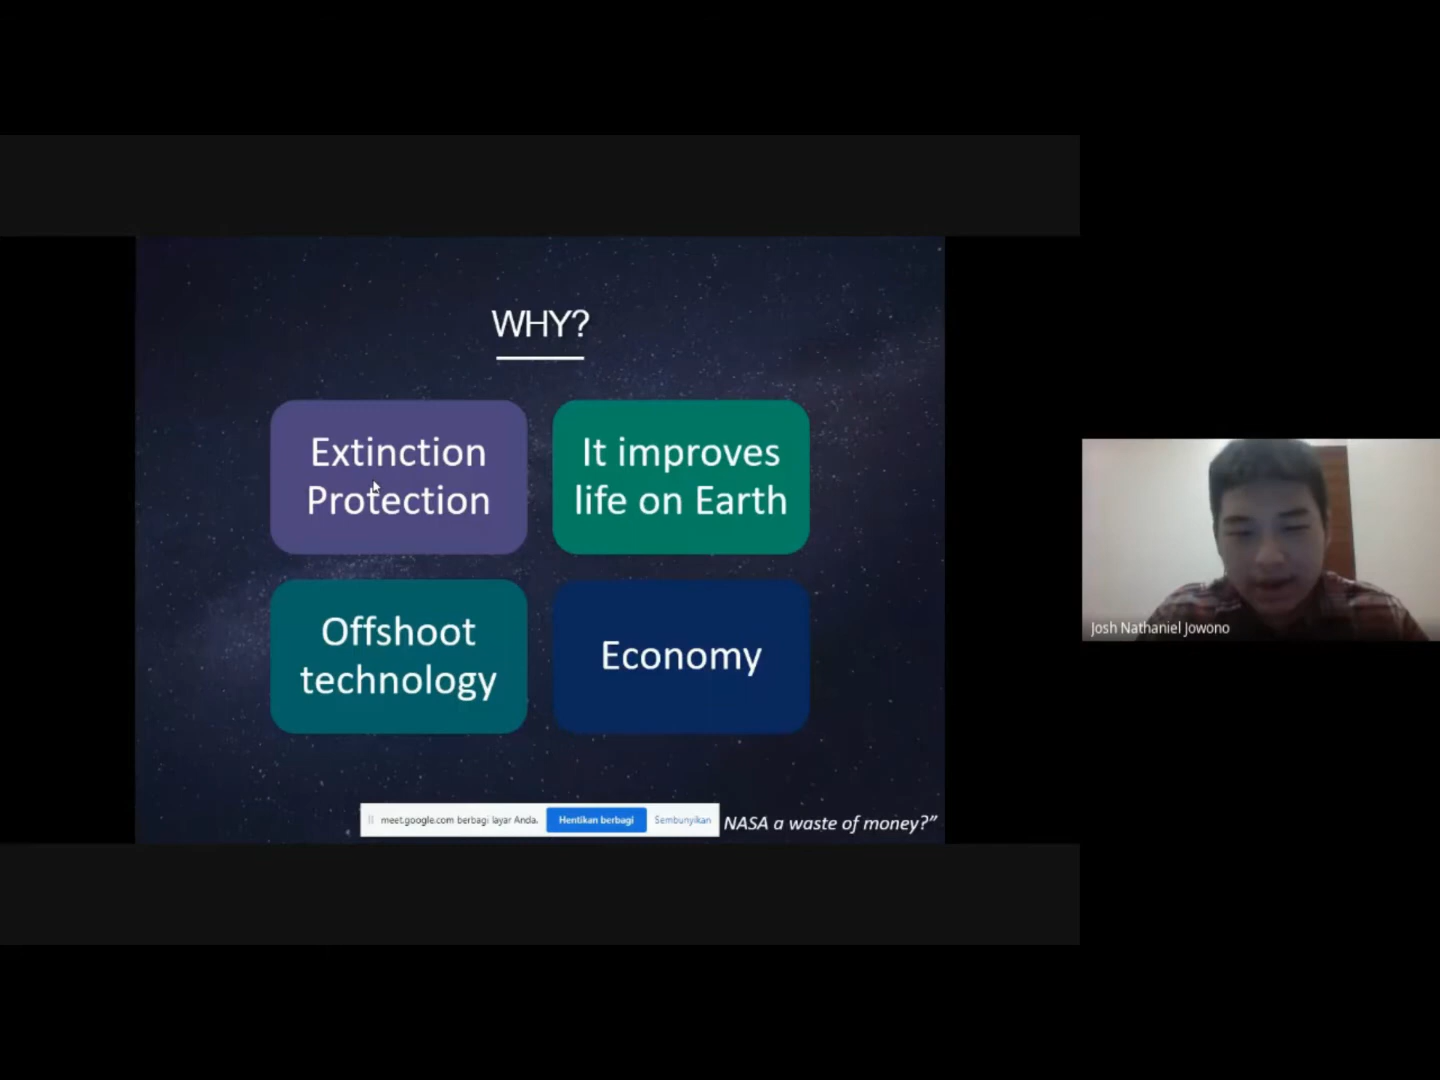 WHY?
Extinction
Protection
It improves
life on Earth
Offshoot
technology
Economy
meet.google.com berbagi layar Anda.
Hentikan berbagi
Sembunyikan
NASA a waste of money?”
Josh Nathaniel Jowono